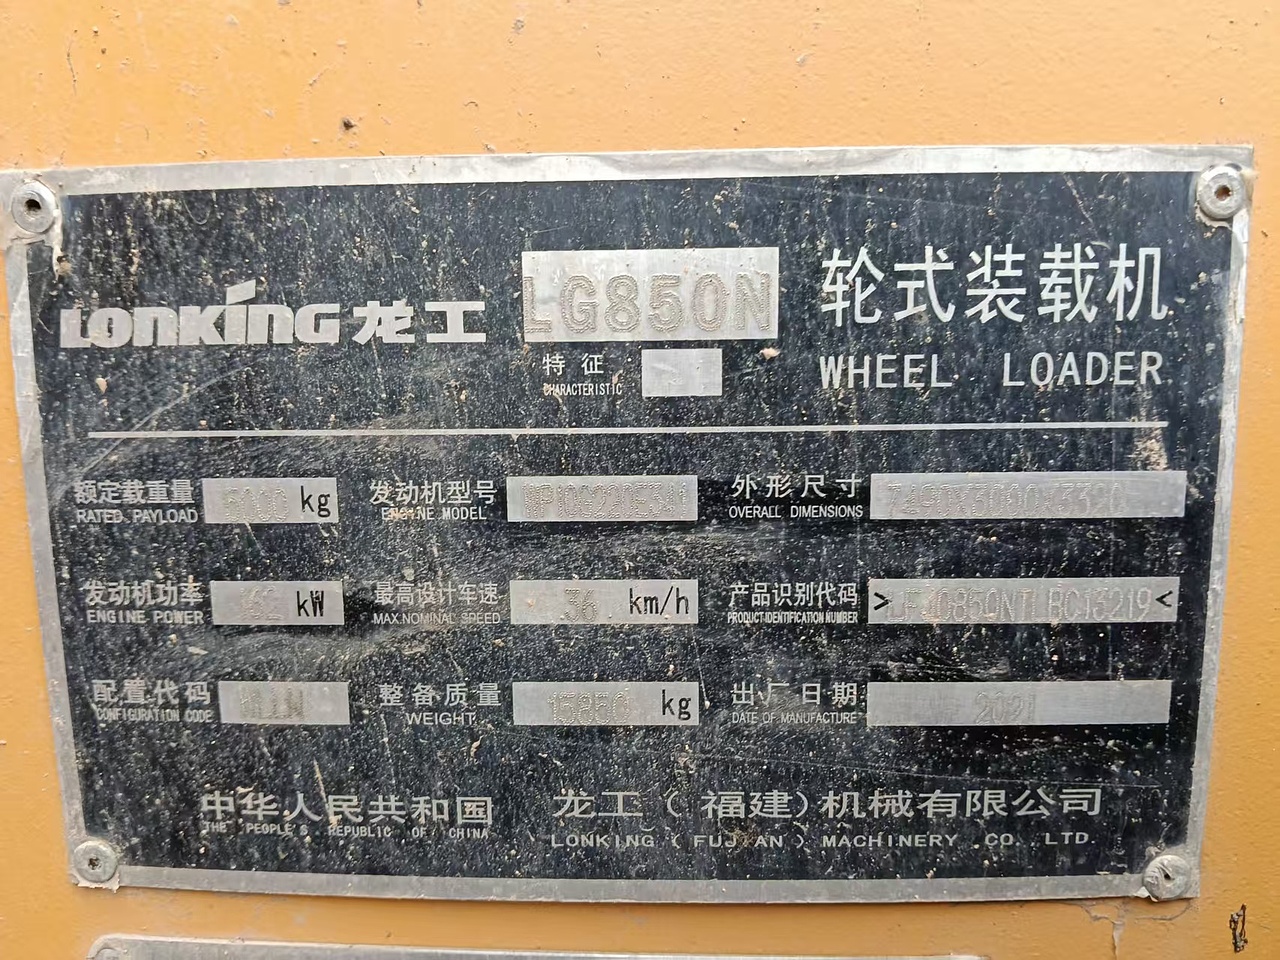 LONKING 龙工 LG850N 轮式装载机
特征
CHARACTERISTIC
WHEEL LOADER
额定载重量 5000 kg 发动机型号 外形尺寸
RATED PAYLOAD ENGINE MODEL OVERALL DIMENSIONS
发动机功率 162 kW 最高设计车速 36 km/h 产品识别代码
ENGINE POWER MAX.NOMINAL SPEED PRODUCT IDENTIFICATION NUMBER
配置代码 整备质量 15850 kg 出厂日期 2021
CONFIGURATION CODE WEIGHT DATE OF MANUFACTURE
中华人民共和国 龙工(福建)机械有限公司
THE PEOPLE'S REPUBLIC OF CHINA LONKING (FUJIAN) MACHINERY CO.,LTD.